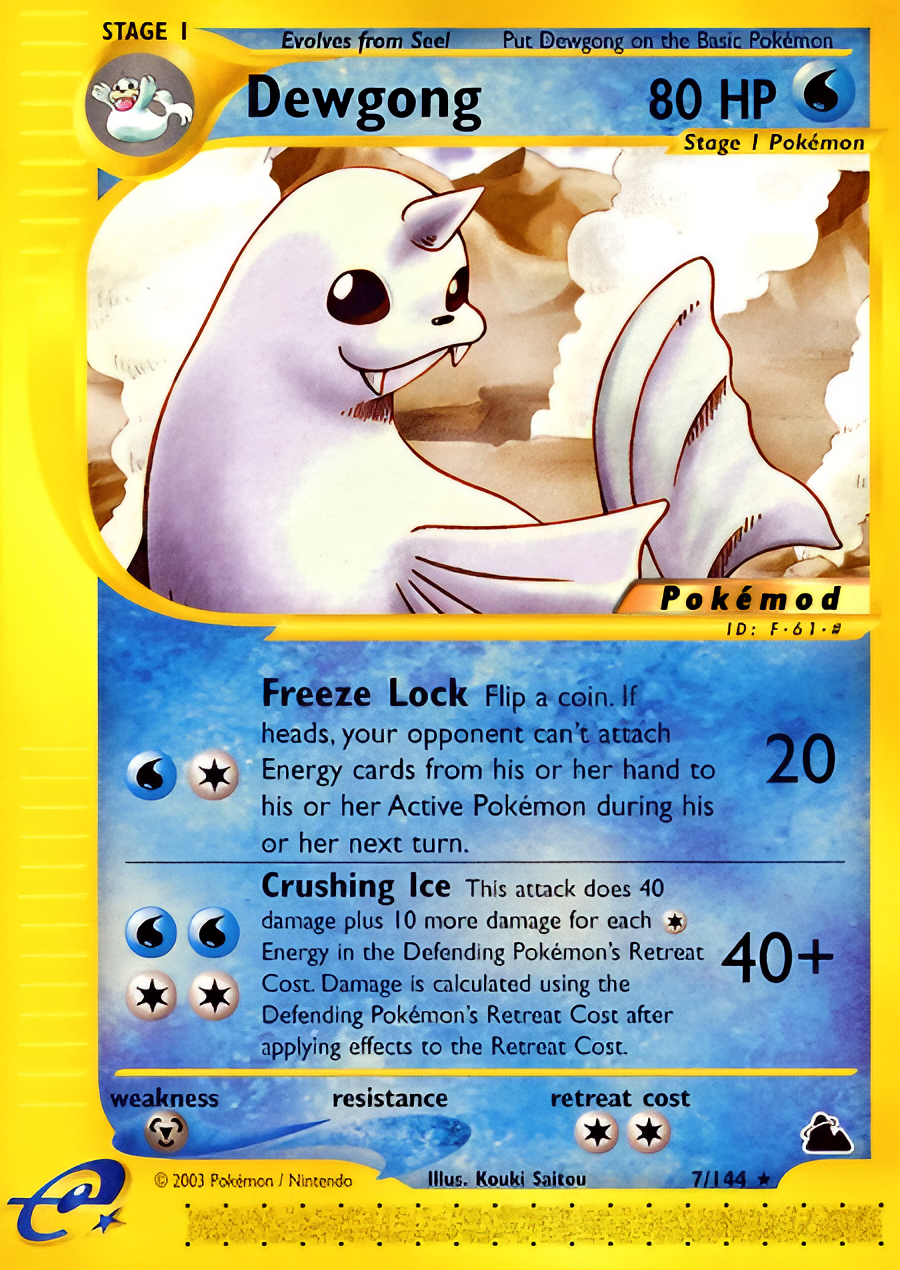 STAGE 1
Evolves from Seel
Put Dewgong on the Basic Pokémon
Dewgong
80 HP
Stage 1 Pokémon
Pokémod
ID: F·61·#
Freeze Lock Flip a coin. If
heads, your opponent can't attach
Energy cards from his or her hand to
his or her Active Pokémon during his
or her next turn.
20
Crushing Ice This attack does 40
damage plus 10 more damage for each
Energy in the Defending Pokémon's Retreat
Cost. Damage is calculated using the
Defending Pokémon's Retreat Cost after
applying effects to the Retreat Cost.
40+
weakness
resistance
retreat cost
© 2003 Pokémon / Nintendo
Illus. Kouki Saitou
7/144 ★
e